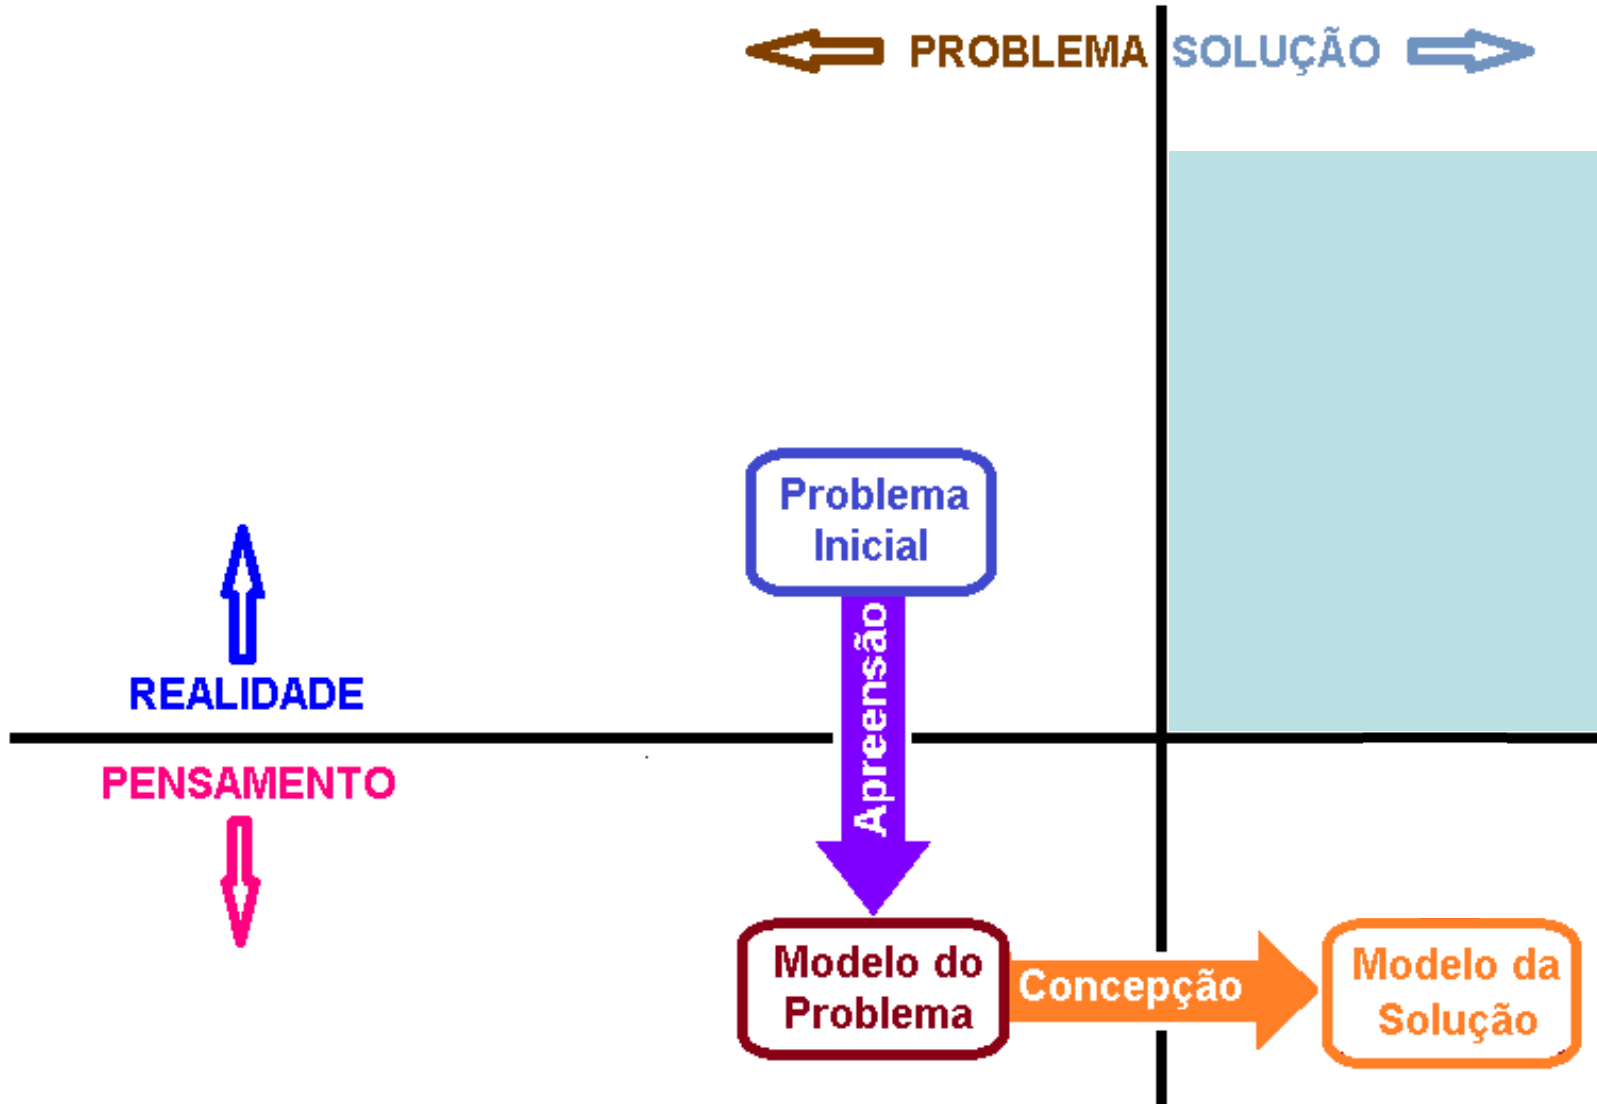 PROBLEMA SOLUÇÃO
Problema
Inicial
REALIDADE
Apreensão
PENSAMENTO
Modelo do
Problema
Concepção
Modelo da
Solução